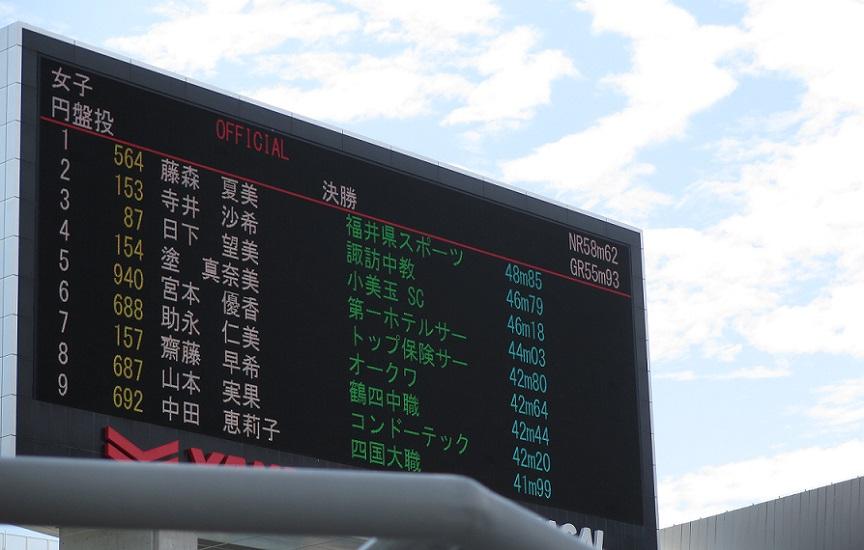 女子
円盤投 OFFICIAL 決勝 NR58m62
GR55m93
1 564 藤森 夏美 福井県スポーツ 48m85
2 153 寺井 沙希 諏訪中教 46m79
3 87 日下 望美 小美玉 SC 46m18
4 154 塗 真奈美 第一ホテルサー 44m03
5 940 宮本 優香 トップ保険サー 42m80
6 688 助永 仁美 オークワ 42m64
7 157 齋藤 早希 鶴四中職 42m44
8 687 山本 実果 コンドーテック 42m20
9 692 中田 恵莉子 四国大職 41m99